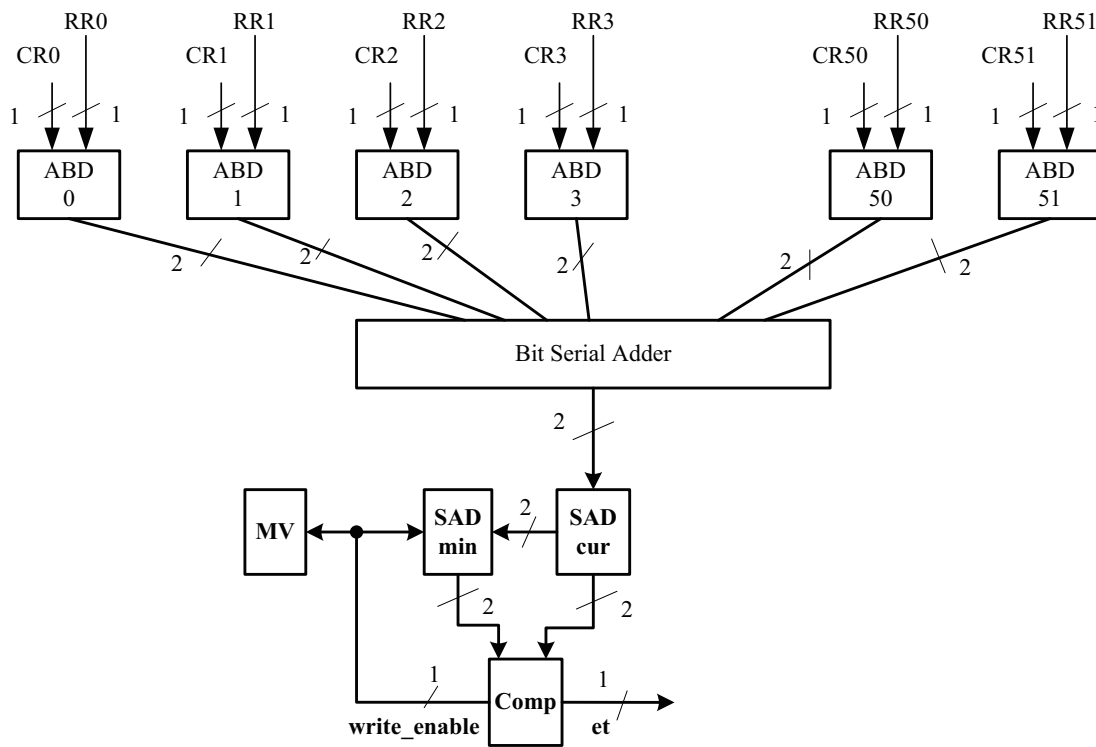 RR0 RR1 RR2 RR3 RR50 RR51
CR0 CR1 CR2 CR3 CR50 CR51
1 1 1 1 1 1 1 1 1 1 1 1
ABD ABD ABD ABD ABD ABD
0 1 2 3 50 51
2 2 2 2 2 2
Bit Serial Adder
2
MV
SAD
min
2
SAD
cur
2 2
1
write_enable
Comp
1
et